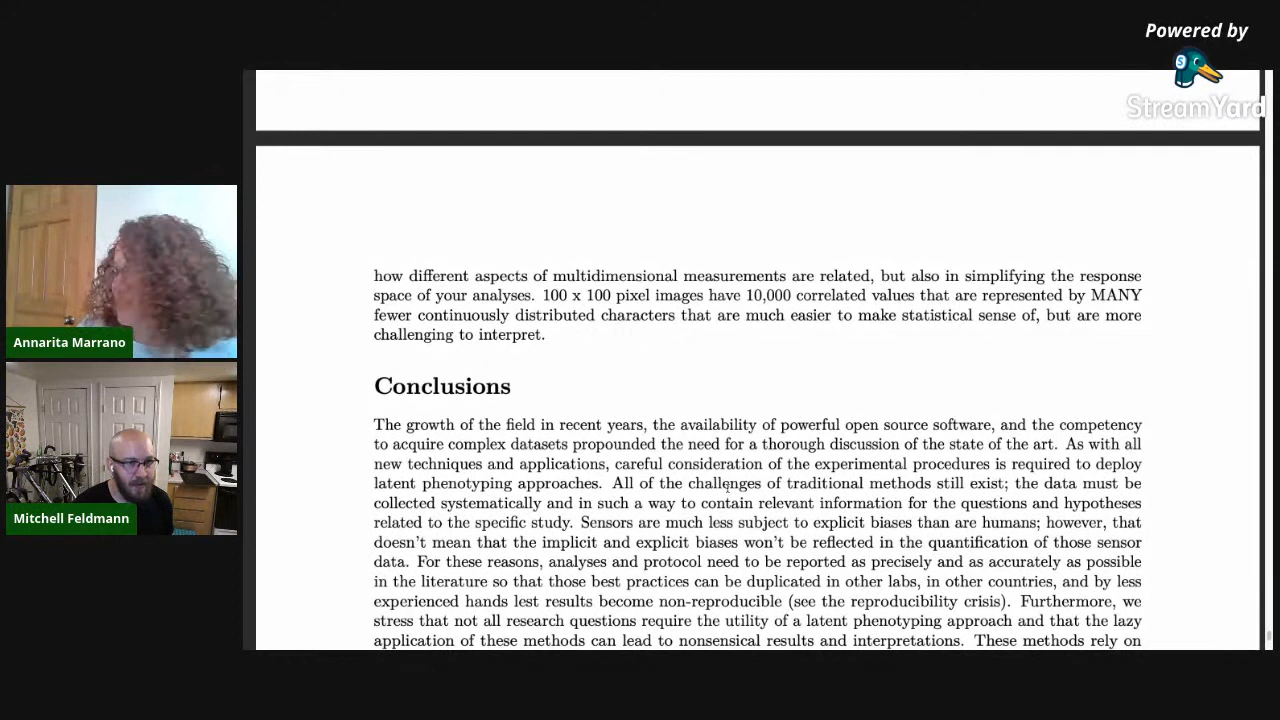 Powered by
StreamYard
how different aspects of multidimensional measurements are related, but also in simplifying the response
space of your analyses. 100 x 100 pixel images have 10,000 correlated values that are represented by MANY
fewer continuously distributed characters that are much easier to make statistical sense of, but are more
challenging to interpret.
Conclusions
The growth of the field in recent years, the availability of powerful open source software, and the competency
to acquire complex datasets propounded the need for a thorough discussion of the state of the art. As with all
new techniques and applications, careful consideration of the experimental procedures is required to deploy
latent phenotyping approaches. All of the challenges of traditional methods still exist; the data must be
collected systematically and in such a way to contain relevant information for the questions and hypotheses
related to the specific study. Sensors are much less subject to explicit biases than are humans; however, that
doesn't mean that the implicit and explicit biases won't be reflected in the quantification of those sensor
data. For these reasons, analyses and protocol need to be reported as precisely and as accurately as possible
in the literature so that those best practices can be duplicated in other labs, in other countries, and by less
experienced hands lest results become non-reproducible (see the reproducibility crisis). Furthermore, we
stress that not all research questions require the utility of a latent phenotyping approach and that the lazy
application of these methods can lead to nonsensical results and interpretations. These methods rely on
Annarita Marrano
Mitchell Feldmann